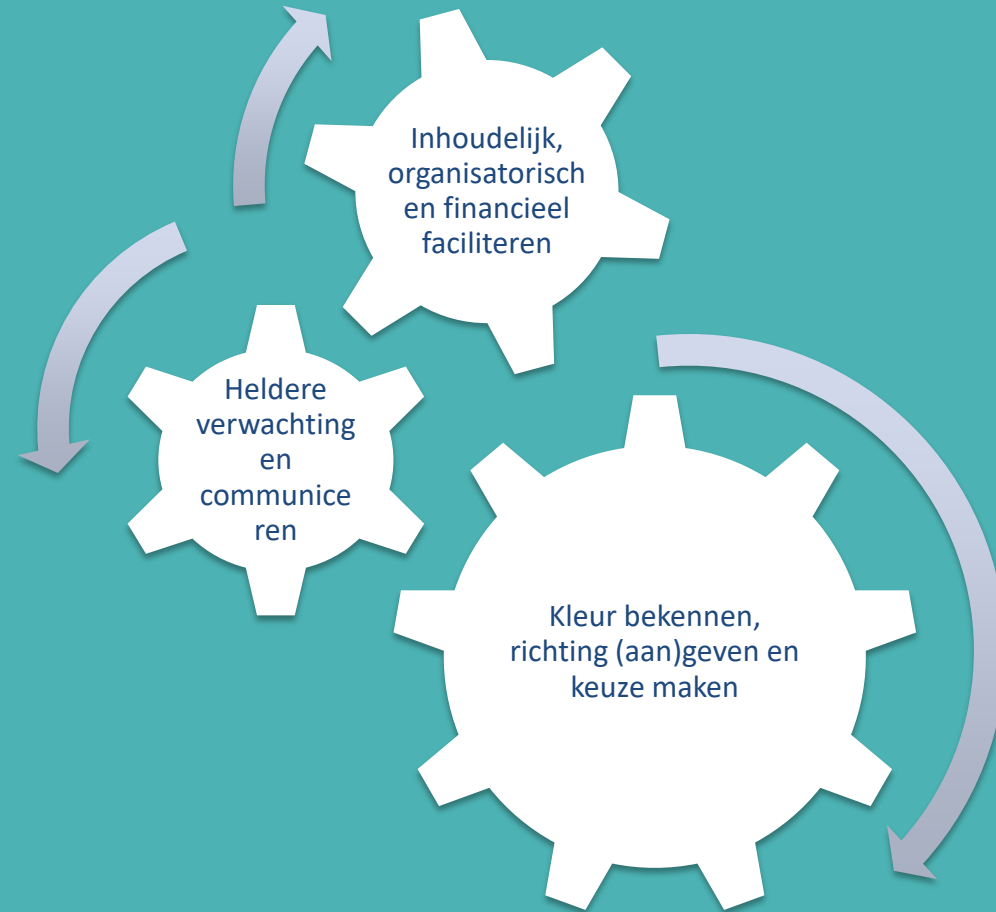 Inhoudelijk,
organisatorisch
en financieel
faciliteren
Heldere
verwachting
en
communice
ren
Kleur bekennen,
richting (aan)geven en
keuze maken